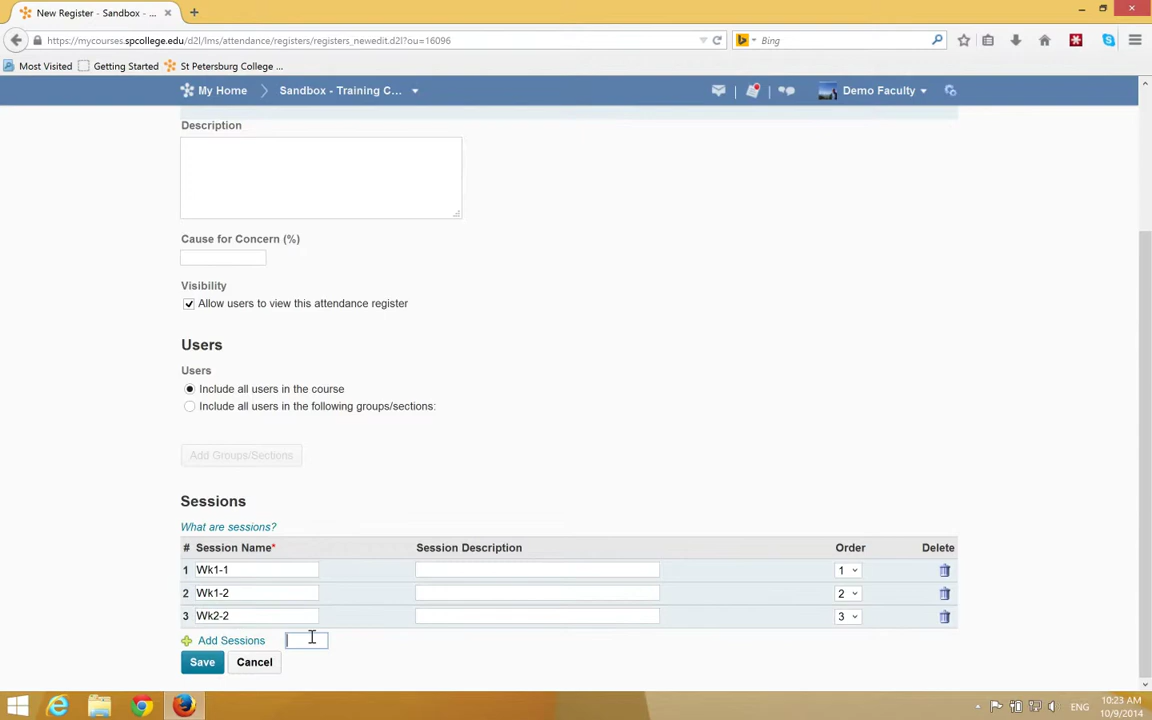 New Register - Sandbox - ...
https://mycourses.spcollege.edu/d2l/lms/attendance/registers/registers_newedit.d2l?ou=16096
Bing
Most Visited
Getting Started
St Petersburg College ...
My Home
Sandbox - Training C...
Demo Faculty
Description
Cause for Concern (%)
Visibility
Allow users to view this attendance register
Users
Users
Include all users in the course
Include all users in the following groups/sections:
Add Groups/Sections
Sessions
What are sessions?
# Session Name* Session Description Order Delete
1 Wk1-1 1
2 Wk1-2 2
3 Wk2-2 3
Add Sessions
Save Cancel
ENG
10:23 AM
10/9/2014